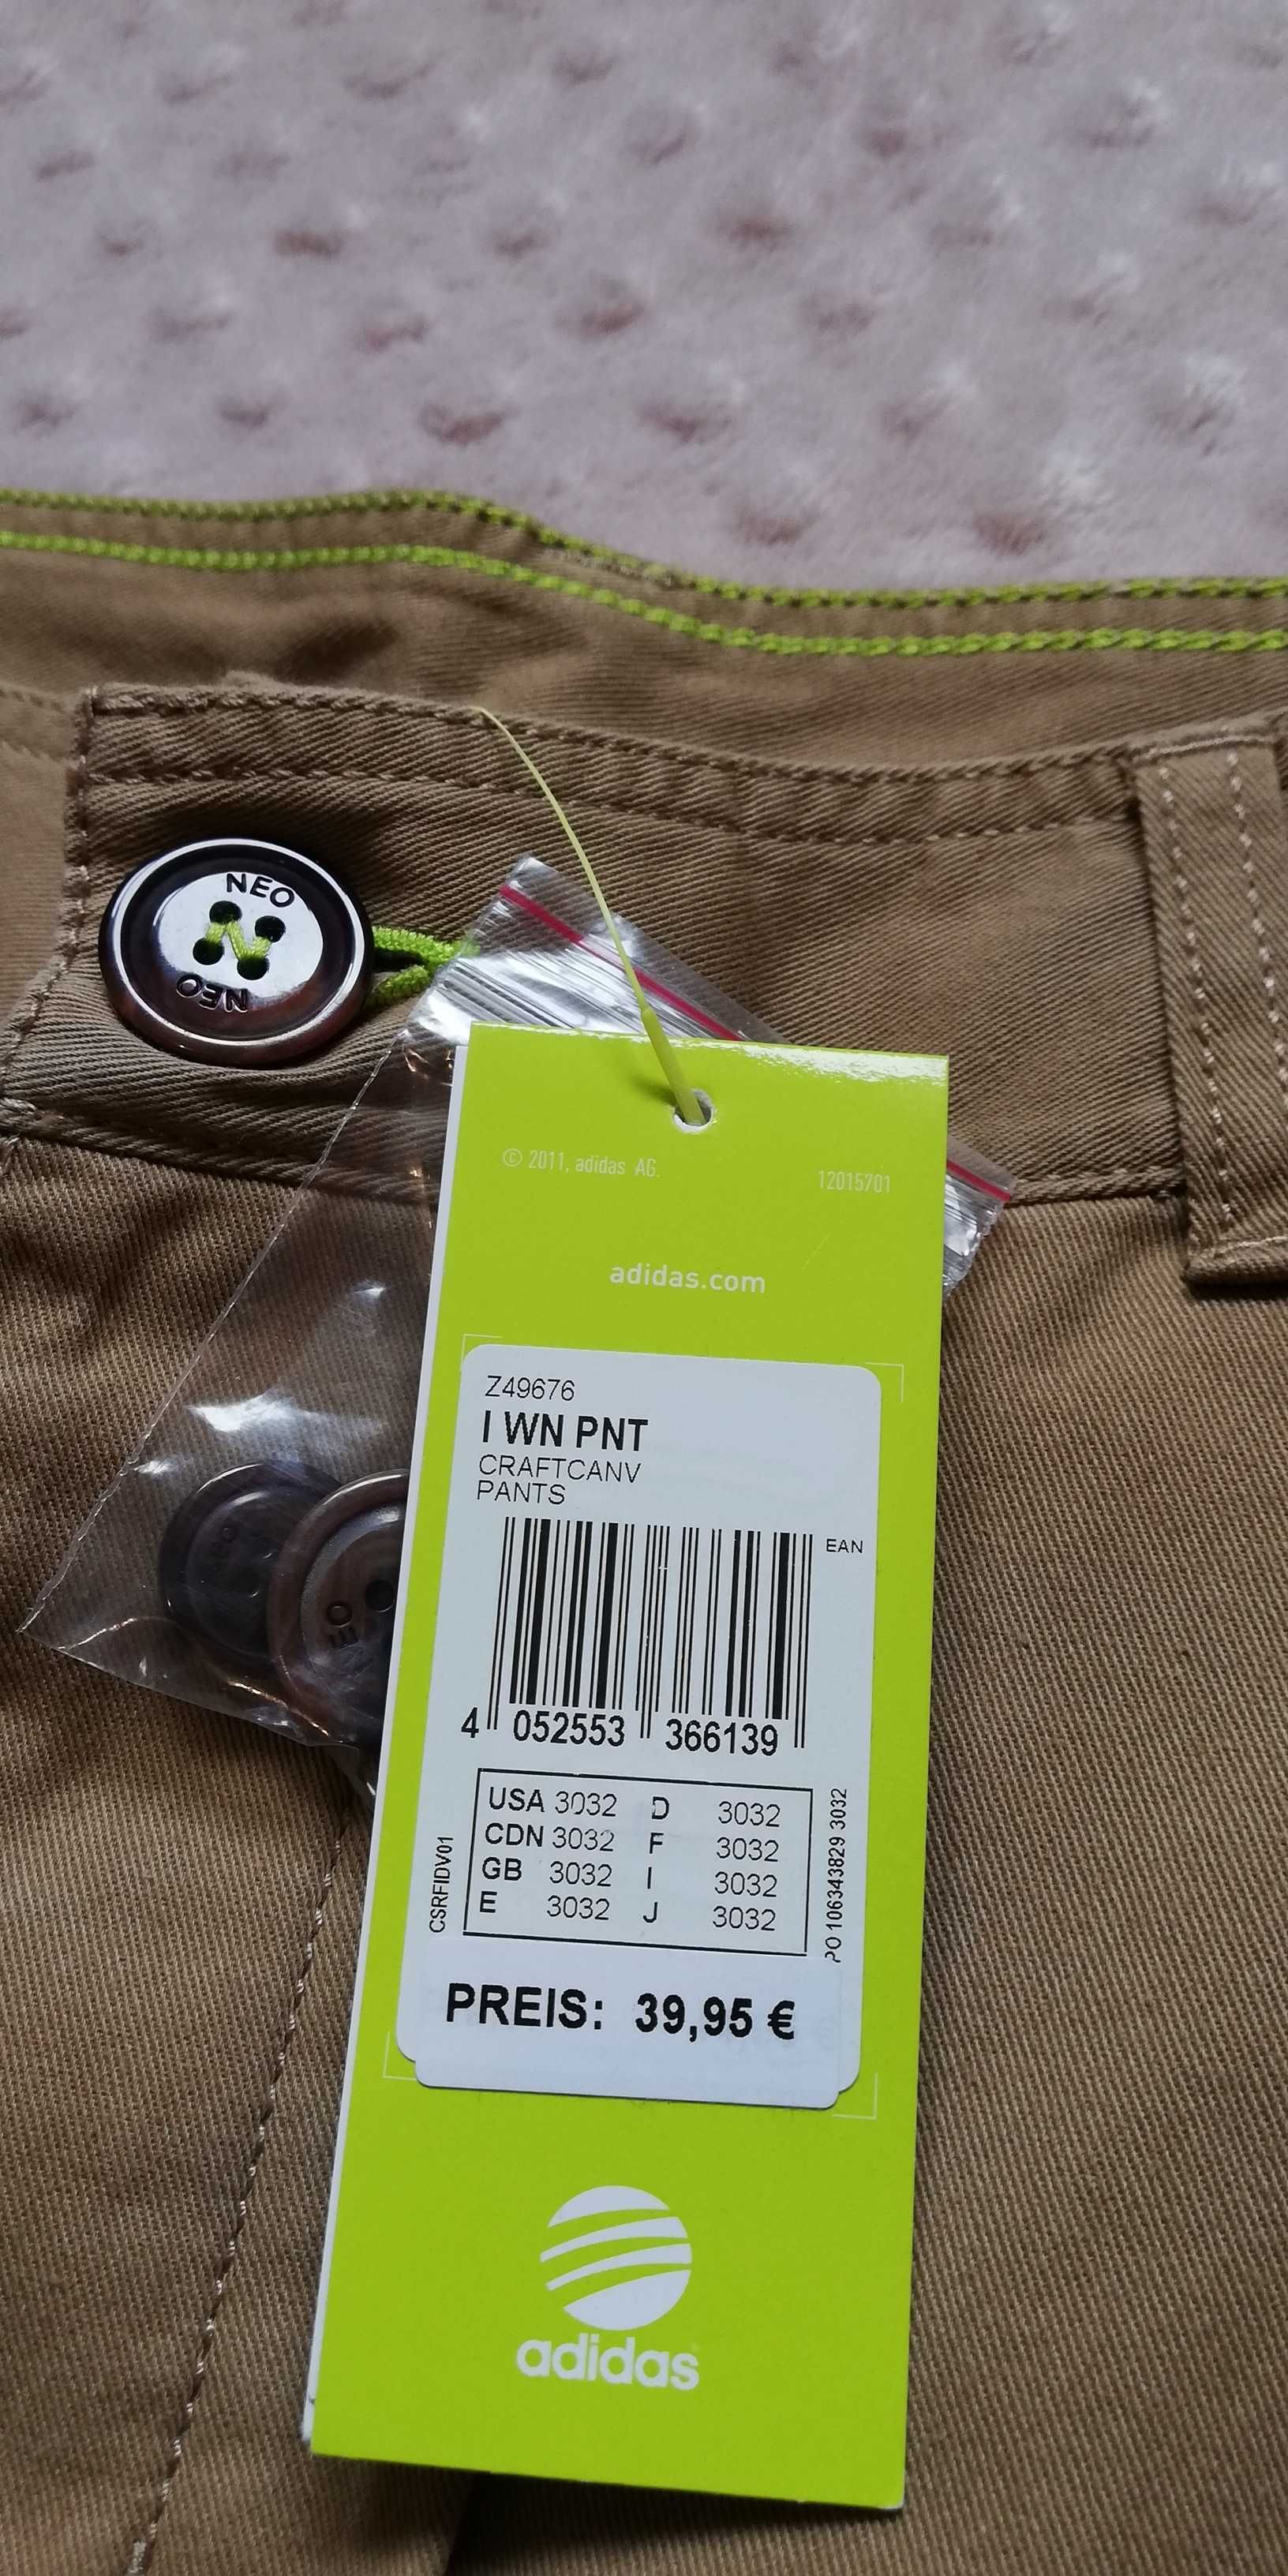 NEO
NEO
© 2011, adidas AG.
12015701
adidas.com
Z49676
I WN PNT
CRAFTCANV
PANTS
EAN
4 052553 366139
USA 3032 D 3032
CDN 3032 F 3032
GB 3032 I 3032
E 3032 J 3032
CSRFIDV01
PO 106343829 3032
PREIS: 39,95 €
adidas